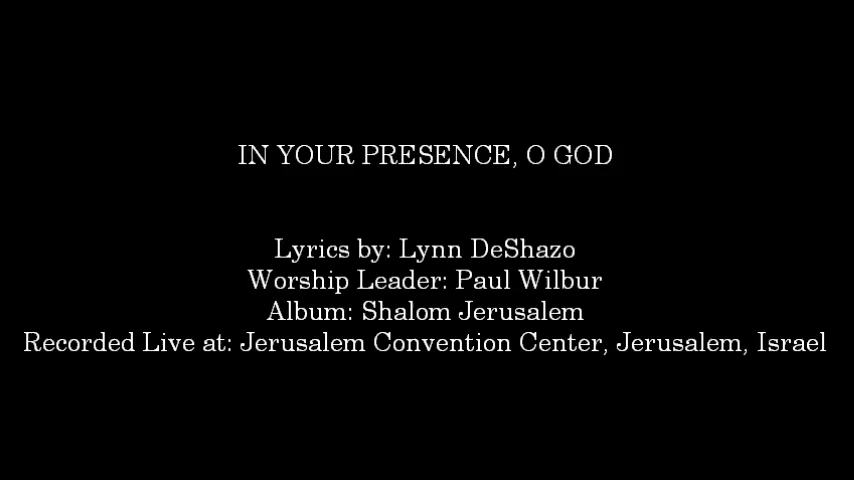 IN YOUR PRESENCE, O GOD
Lyrics by: Lynn DeShazo
Worship Leader: Paul Wilbur
Album: Shalom Jerusalem
Recorded Live at: Jerusalem Convention Center, Jerusalem, Israel